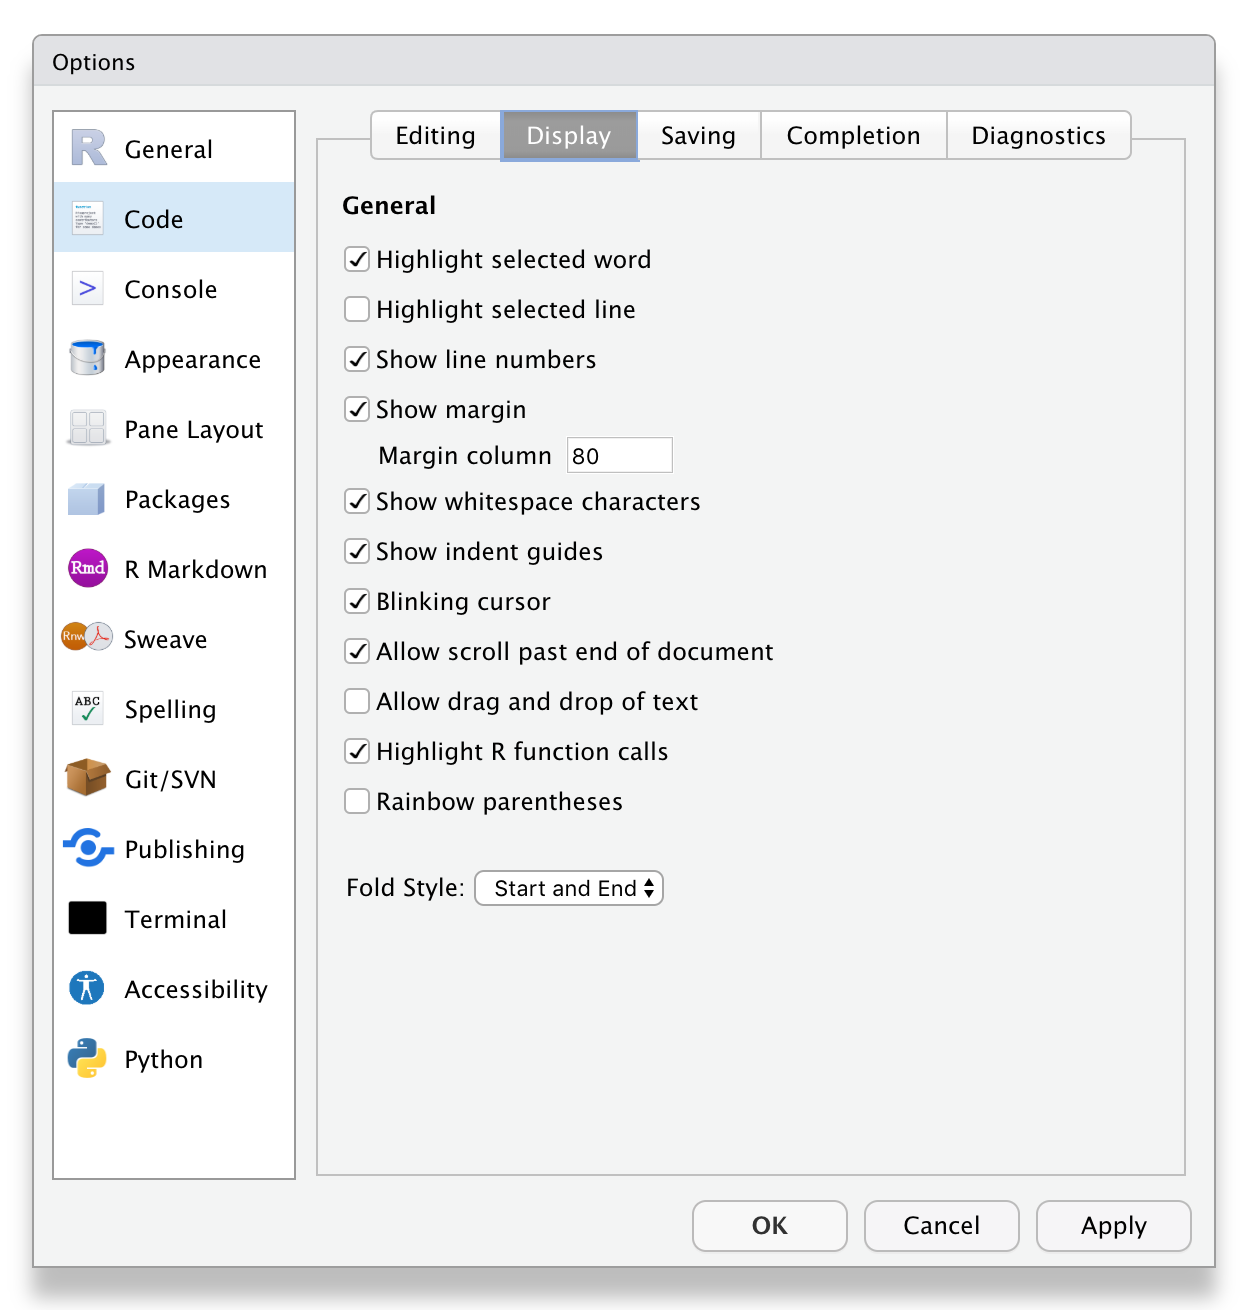 Options
General
Code
Console
Appearance
Pane Layout
Packages
Rmd R Markdown
Rnw Sweave
ABC Spelling
Git/SVN
Publishing
Terminal
Accessibility
Python
Editing Display Saving Completion Diagnostics
General
Highlight selected word
Highlight selected line
Show line numbers
Show margin
Margin column 80
Show whitespace characters
Show indent guides
Blinking cursor
Allow scroll past end of document
Allow drag and drop of text
Highlight R function calls
Rainbow parentheses
Fold Style: Start and End
OK Cancel Apply